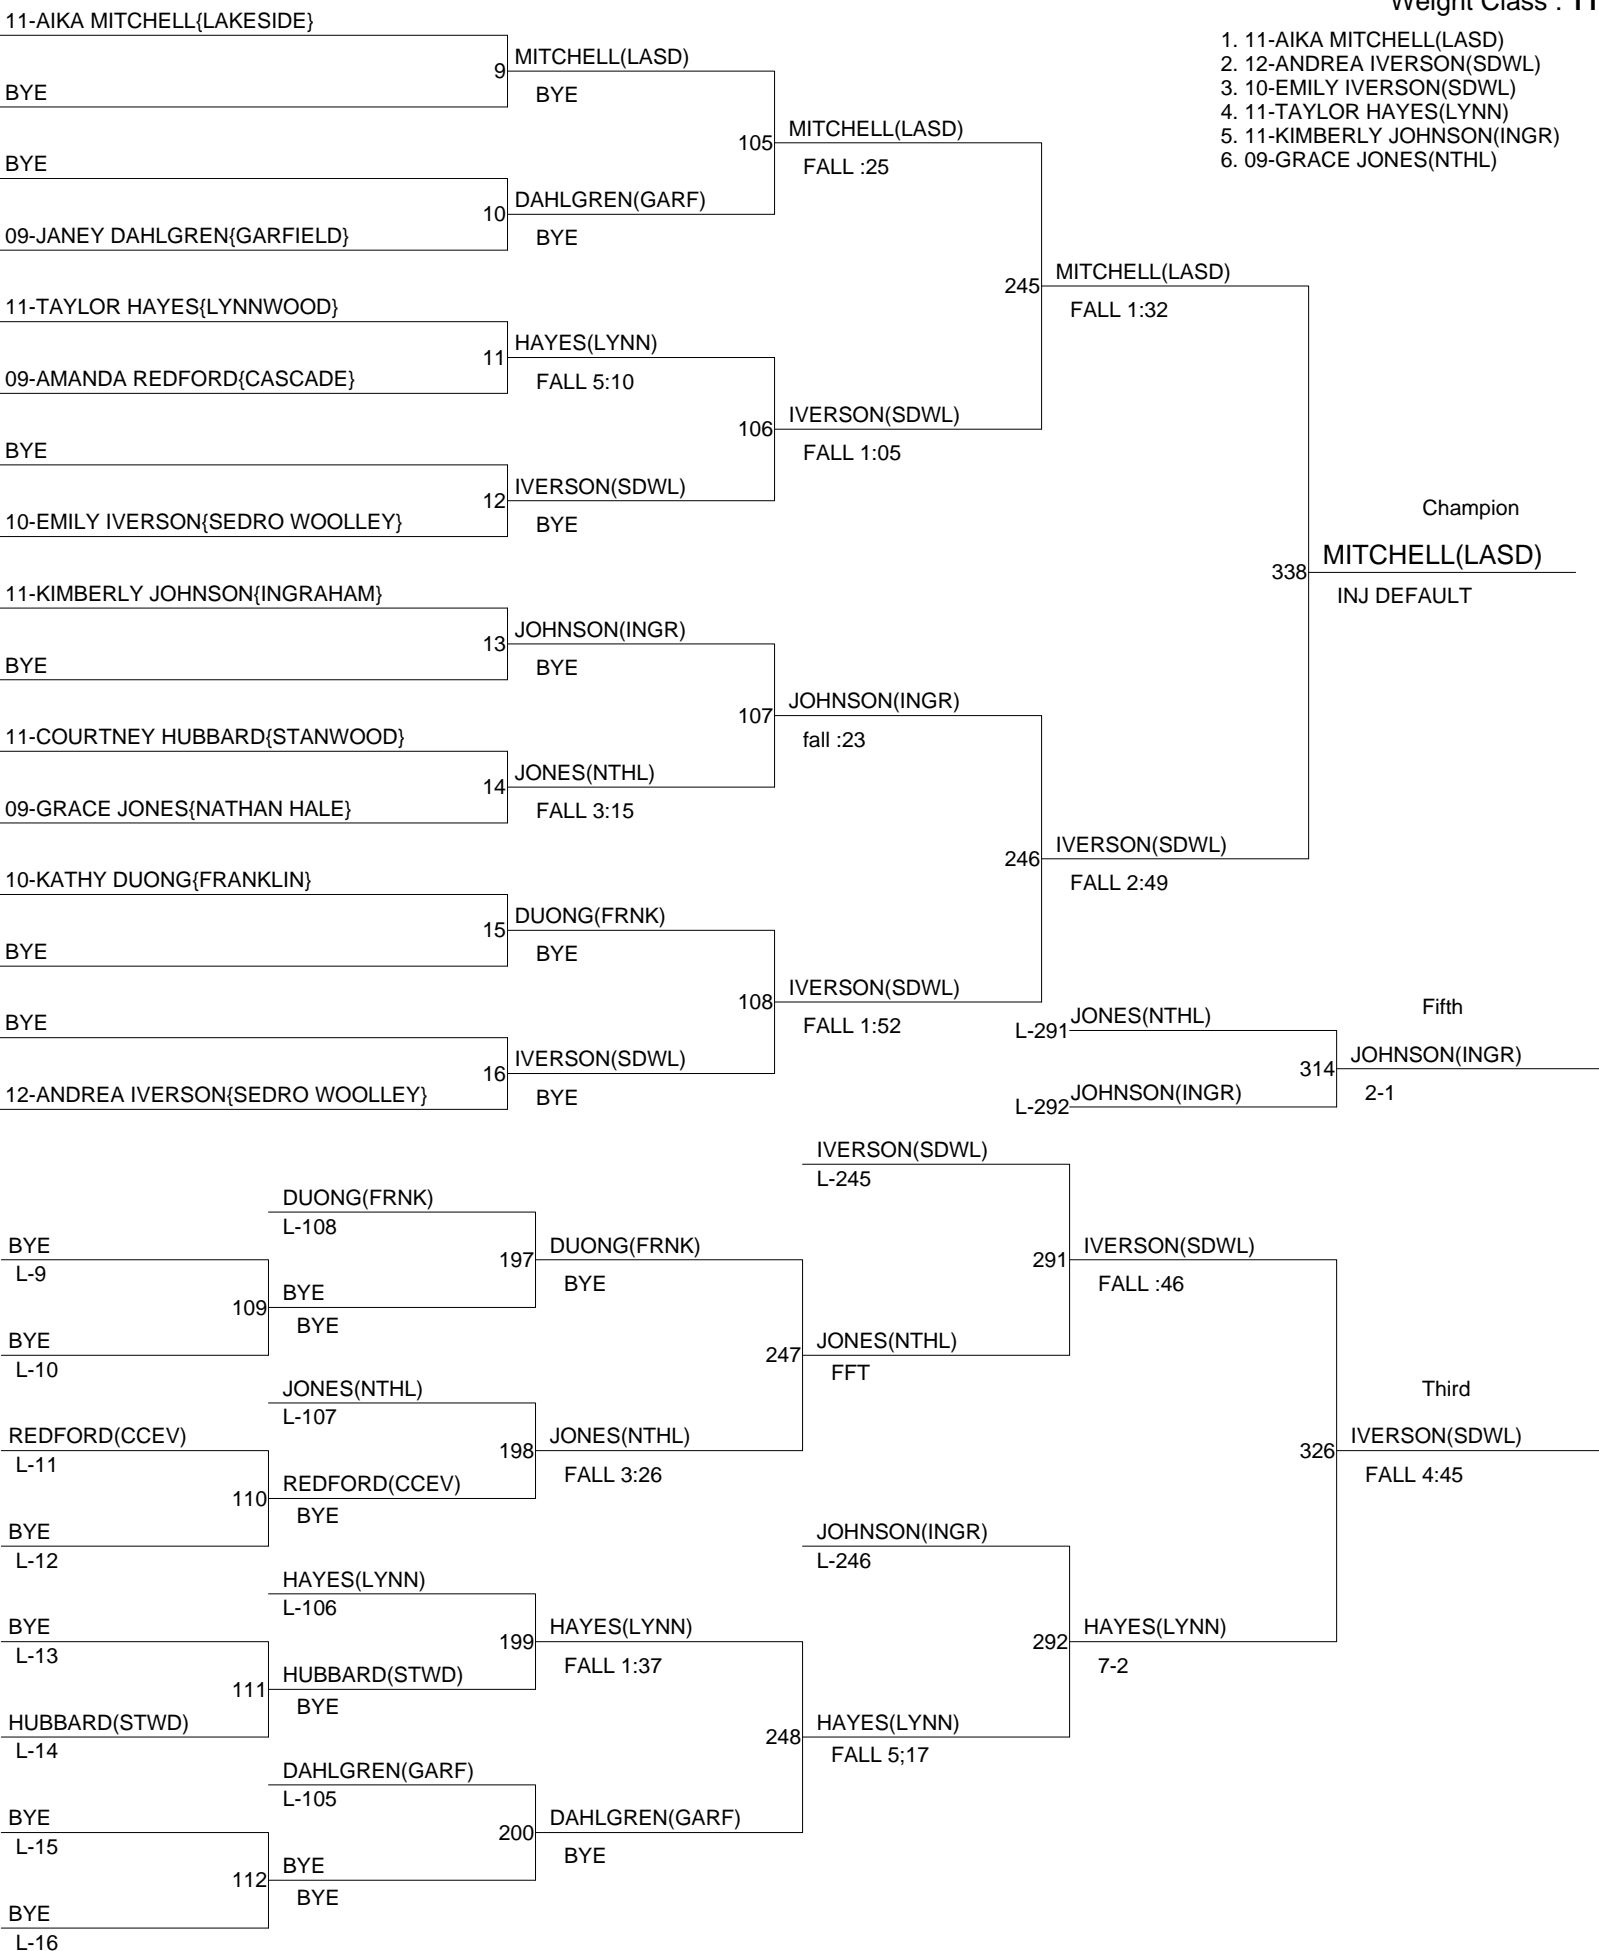 Weight Class : 11
1. 11-AIKA MITCHELL(LASD)
2. 12-ANDREA IVERSON(SDWL)
3. 10-EMILY IVERSON(SDWL)
4. 11-TAYLOR HAYES(LYNN)
5. 11-KIMBERLY JOHNSON(INGR)
6. 09-GRACE JONES(NTHL)
11-AIKA MITCHELL{LAKESIDE}
BYE
BYE
09-JANEY DAHLGREN{GARFIELD}
11-TAYLOR HAYES{LYNNWOOD}
09-AMANDA REDFORD{CASCADE}
BYE
10-EMILY IVERSON{SEDRO WOOLLEY}
11-KIMBERLY JOHNSON{INGRAHAM}
BYE
11-COURTNEY HUBBARD{STANWOOD}
09-GRACE JONES{NATHAN HALE}
10-KATHY DUONG{FRANKLIN}
BYE
BYE
12-ANDREA IVERSON{SEDRO WOOLLEY}
9 MITCHELL(LASD)
BYE
10 DAHLGREN(GARF)
BYE
11 HAYES(LYNN)
FALL 5:10
12 IVERSON(SDWL)
BYE
13 JOHNSON(INGR)
BYE
14 JONES(NTHL)
FALL 3:15
15 DUONG(FRNK)
BYE
16 IVERSON(SDWL)
BYE
105 MITCHELL(LASD)
FALL :25
106 IVERSON(SDWL)
FALL 1:05
107 JOHNSON(INGR)
fall :23
108 IVERSON(SDWL)
FALL 1:52
245 MITCHELL(LASD)
FALL 1:32
246 IVERSON(SDWL)
FALL 2:49
Champion
338 MITCHELL(LASD)
INJ DEFAULT
L-291 JONES(NTHL)
L-292 JOHNSON(INGR)
Fifth
314 JOHNSON(INGR)
2-1
BYE
L-9
BYE
L-10
REDFORD(CCEV)
L-11
BYE
L-12
BYE
L-13
HUBBARD(STWD)
L-14
BYE
L-15
BYE
L-16
DUONG(FRNK)
L-108
109 BYE
BYE
JONES(NTHL)
L-107
110 REDFORD(CCEV)
BYE
HAYES(LYNN)
L-106
111 HUBBARD(STWD)
BYE
DAHLGREN(GARF)
L-105
112 BYE
BYE
197 DUONG(FRNK)
BYE
198 JONES(NTHL)
FALL 3:26
199 HAYES(LYNN)
FALL 1:37
200 DAHLGREN(GARF)
BYE
IVERSON(SDWL)
L-245
247 JONES(NTHL)
FFT
JOHNSON(INGR)
L-246
248 HAYES(LYNN)
FALL 5;17
291 IVERSON(SDWL)
FALL :46
292 HAYES(LYNN)
7-2
Third
326 IVERSON(SDWL)
FALL 4:45